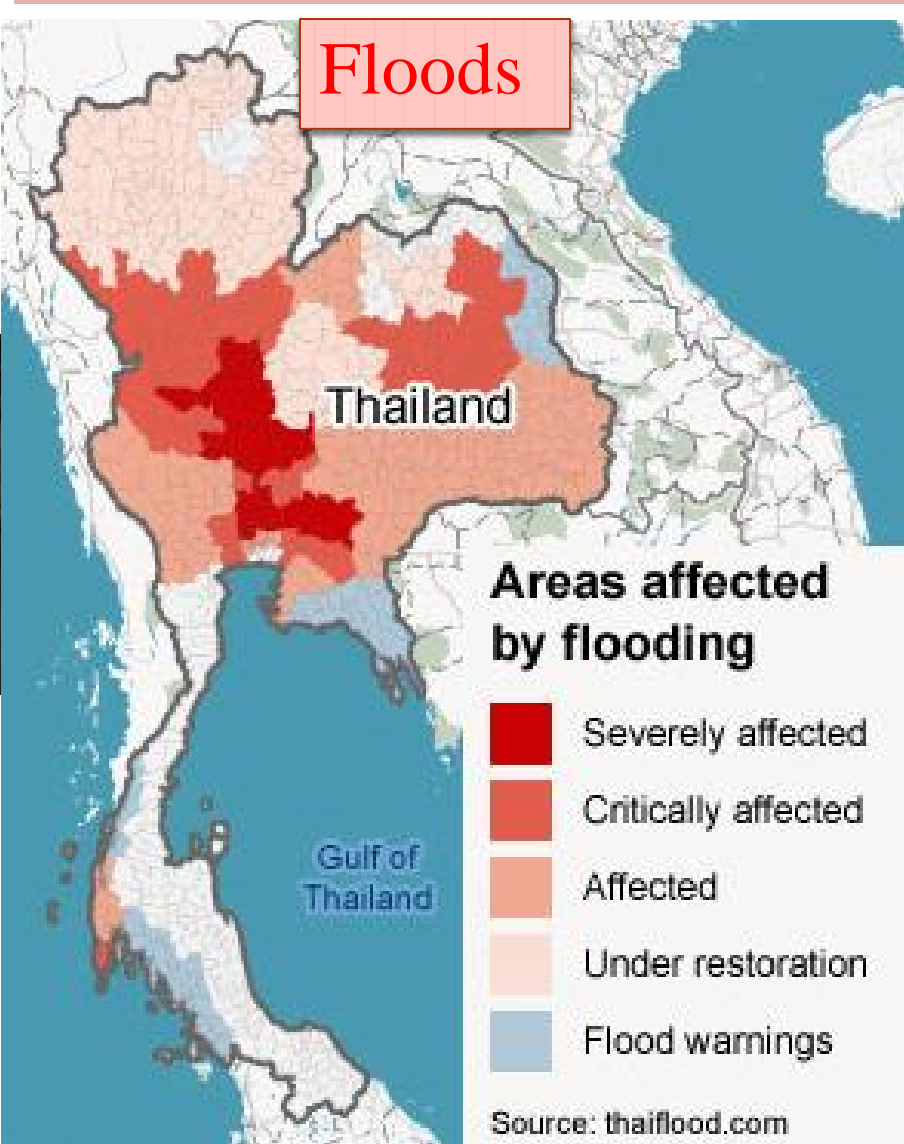 Floods
Thailand
Gulf of
Thailand
Areas affected
by flooding
Severely affected
Critically affected
Affected
Under restoration
Flood warnings
Source: thaiflood.com